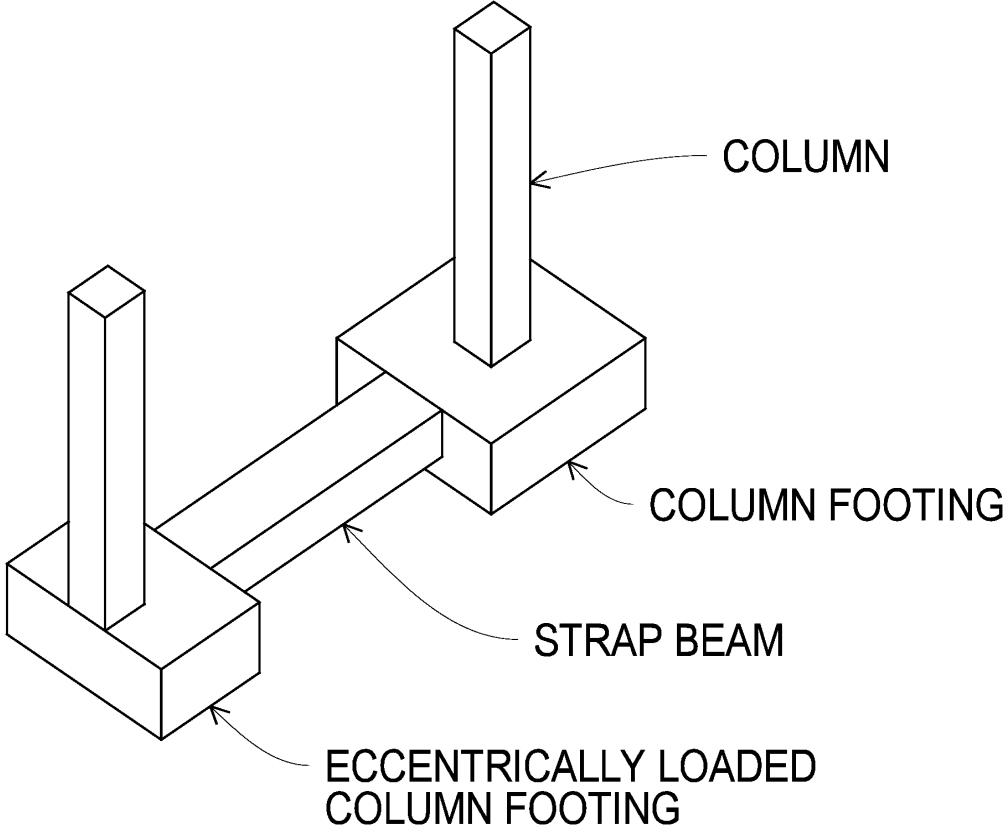 COLUMN
COLUMN FOOTING
STRAP BEAM
ECCENTRICALLY LOADED
COLUMN FOOTING